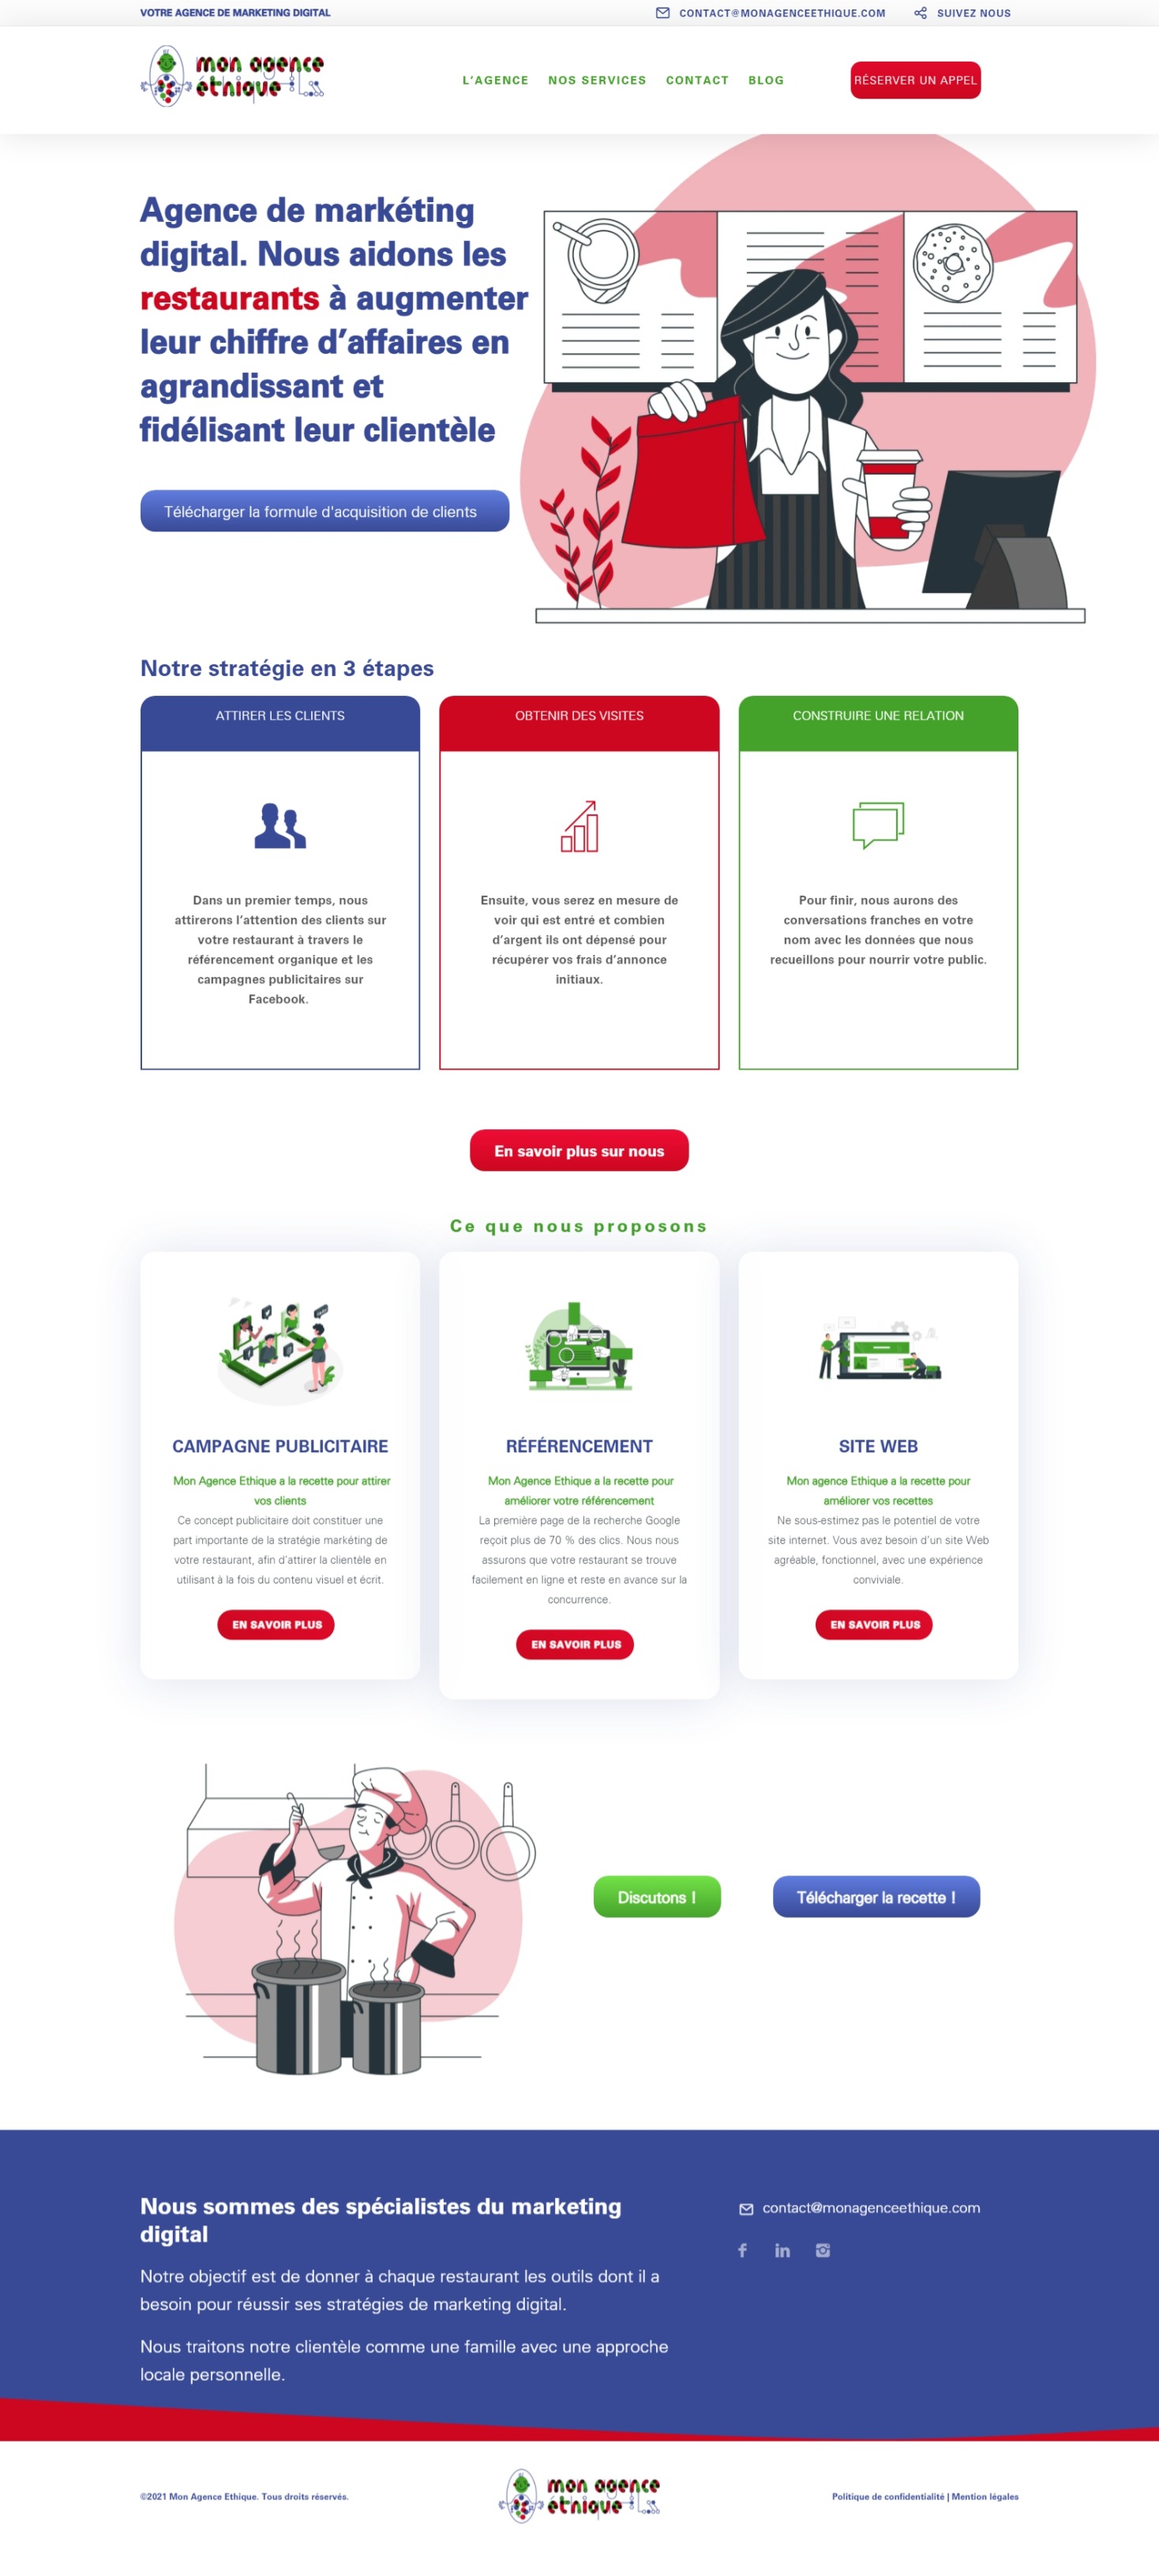 VOTRE AGENCE DE MARKETING DIGITAL
CONTACT@MONAGENCEETHIQUE.COM
SUIVEZ NOUS
mon agence
éthique
L'AGENCE
NOS SERVICES
CONTACT
BLOG
RÉSERVER UN APPEL
Agence de markéting
digital. Nous aidons les
restaurants à augmenter
leur chiffre d'affaires en
agrandissant et
fidélisant leur clientèle
Télécharger la formule d'acquisition de clients
Notre stratégie en 3 étapes
ATTIRER LES CLIENTS
Dans un premier temps, nous
attirerons l'attention des clients sur
votre restaurant à travers le
référencement organique et les
campagnes publicitaires sur
Facebook.
OBTENIR DES VISITES
Ensuite, vous serez en mesure de
voir qui est entré et combien
d'argent ils ont dépensé pour
récupérer vos frais d'annonce
initiaux.
CONSTRUIRE UNE RELATION
Pour finir, nous aurons des
conversations franches en votre
nom avec les données que nous
recueillons pour nourrir votre public.
En savoir plus sur nous
Ce que nous proposons
CAMPAGNE PUBLICITAIRE
Mon Agence Ethique a la recette pour attirer
vos clients
Ce concept publicitaire doit constituer une
part importante de la stratégie markéting de
votre restaurant, afin d'attirer la clientèle en
utilisant à la fois du contenu visuel et écrit.
EN SAVOIR PLUS
RÉFÉRENCEMENT
Mon Agence Ethique a la recette pour
améliorer votre référencement
La première page de la recherche Google
reçoit plus de 70 % des clics. Nous nous
assurons que votre restaurant se trouve
facilement en ligne et reste en avance sur la
concurrence.
EN SAVOIR PLUS
SITE WEB
Mon agence Ethique a la recette pour
améliorer vos recettes
Ne sous-estimez pas le potentiel de votre
site internet. Vous avez besoin d'un site Web
agréable, fonctionnel, avec une expérience
conviviale.
EN SAVOIR PLUS
Discutons !
Télécharger la recette !
Nous sommes des spécialistes du marketing
digital
Notre objectif est de donner à chaque restaurant les outils dont il a
besoin pour réussir ses stratégies de marketing digital.
Nous traitons notre clientèle comme une famille avec une approche
locale personnelle.
contact@monagenceethique.com
©2021 Mon Agence Ethique. Tous droits réservés.
mon agence
éthique
Politique de confidentialité | Mention légales